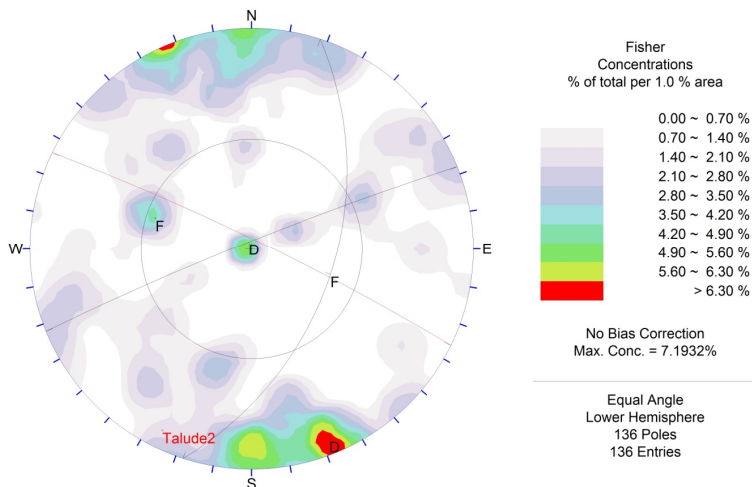 N
W
E
S
F
D
F
D
Talude2
Fisher
Concentrations
% of total per 1.0 % area
0.00 ~ 0.70 %
0.70 ~ 1.40 %
1.40 ~ 2.10 %
2.10 ~ 2.80 %
2.80 ~ 3.50 %
3.50 ~ 4.20 %
4.20 ~ 4.90 %
4.90 ~ 5.60 %
5.60 ~ 6.30 %
> 6.30 %
No Bias Correction
Max. Conc. = 7.1932%
Equal Angle
Lower Hemisphere
136 Poles
136 Entries